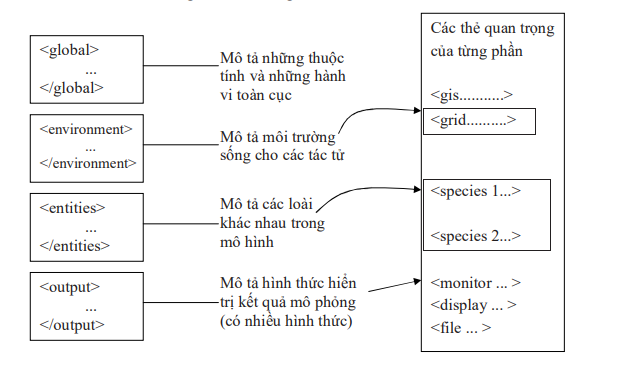 <global>
...
</global>
Mô tả những thuộc
tính và những hành
vi toàn cục
<environment>
...
</environment>
Mô tả môi trường
sống cho các tác tử
<entities>
...
</entities>
Mô tả các loài
khác nhau trong
mô hình
<output>
...
</output>
Mô tả hình thức hiển
trị kết quả mô phỏng
(có nhiều hình thức)
Các thẻ quan trọng
của từng phần
<gis...........>
<grid..........>
<species 1...>
<species 2...>
<monitor ... >
<display ... >
<file ... >